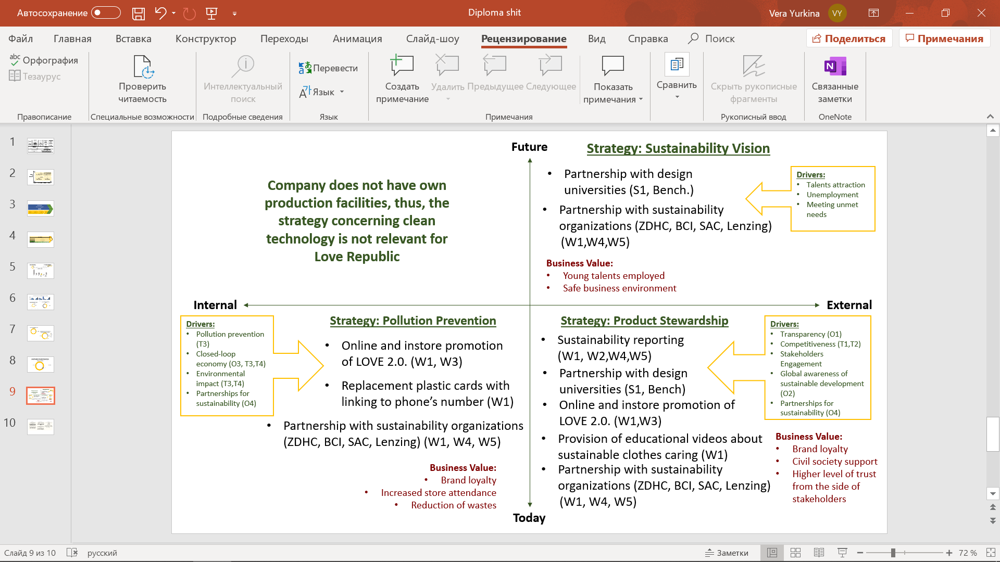 Автосохранение
Diploma shit
Vera Yurkina
VY
Файл
Главная
Вставка
Конструктор
Переходы
Анимация
Слайд-шоу
Рецензирование
Вид
Справка
Поиск
Поделиться
Примечания
abc
Орфография
Тезаурус
Правописание
Проверить
читаемость
Специальные возможности
Интеллектуальный
поиск
Подробные сведения
Перевести
Язык
Язык
Создать
примечание
Удалить
Предыдущее
Следующее
Показать
примечания
Примечания
Сравнить
Скрыть рукописные
фрагменты
Рукописный ввод
Связанные
заметки
OneNote
1
2
3
4
5
6
7
8
9
10
Future
Strategy: Sustainability Vision
• Partnership with design
universities (S1, Bench.)
• Partnership with sustainability
organizations (ZDHC, BCI, SAC, Lenzing)
(W1,W4,W5)
Drivers:
• Talents attraction
• Unemployment
• Meeting unmet
needs
Business Value:
• Young talents employed
• Safe business environment
Company does not have own
production facilities, thus, the
strategy concerning clean
technology is not relevant for
Love Republic
Internal
External
Drivers:
• Pollution prevention
(T3)
• Closed-loop
economy (O3, T3,T4)
• Environmental
impact (T3,T4)
• Partnerships for
sustainability (O4)
Strategy: Pollution Prevention
• Online and instore promotion
of LOVE 2.0. (W1, W3)
• Replacement plastic cards with
linking to phone’s number (W1)
• Partnership with sustainability organizations
(ZDHC, BCI, SAC, Lenzing) (W1, W4, W5)
Business Value:
• Brand loyalty
• Increased store attendance
• Reduction of wastes
Strategy: Product Stewardship
• Sustainability reporting
(W1, W2,W4,W5)
• Partnership with design
universities (S1, Bench)
• Online and instore promotion of
LOVE 2.0. (W1,W3)
• Provision of educational videos about
sustainable clothes caring (W1)
• Partnership with sustainability
organizations (ZDHC, BCI, SAC, Lenzing)
(W1, W4, W5)
Drivers:
• Transparency (O1)
• Competitiveness (T1,T2)
• Stakeholders
Engagement
• Global awareness of
sustainable development
(O2)
• Partnerships for
sustainability (O4)
Business Value:
• Brand loyalty
• Civil society support
• Higher level of trust
from the side of
stakeholders
Today
Слайд 9 из 10
русский
Заметки
72 %